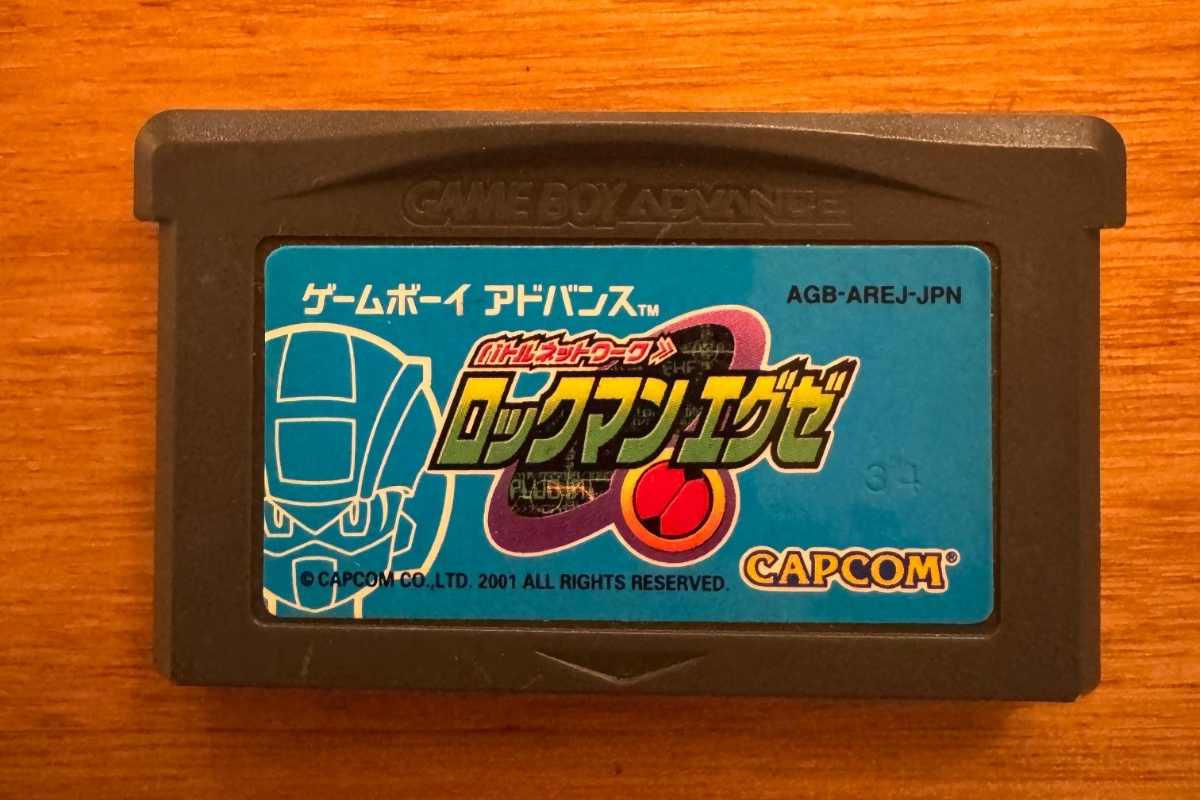 GAME BOY ADVANCE
ゲームボーイ アドバンス™
AGB-AREJ-JPN
バトルネットワーク
ロックマン エグゼ
34
© CAPCOM CO.,LTD. 2001 ALL RIGHTS RESERVED.
CAPCOM®